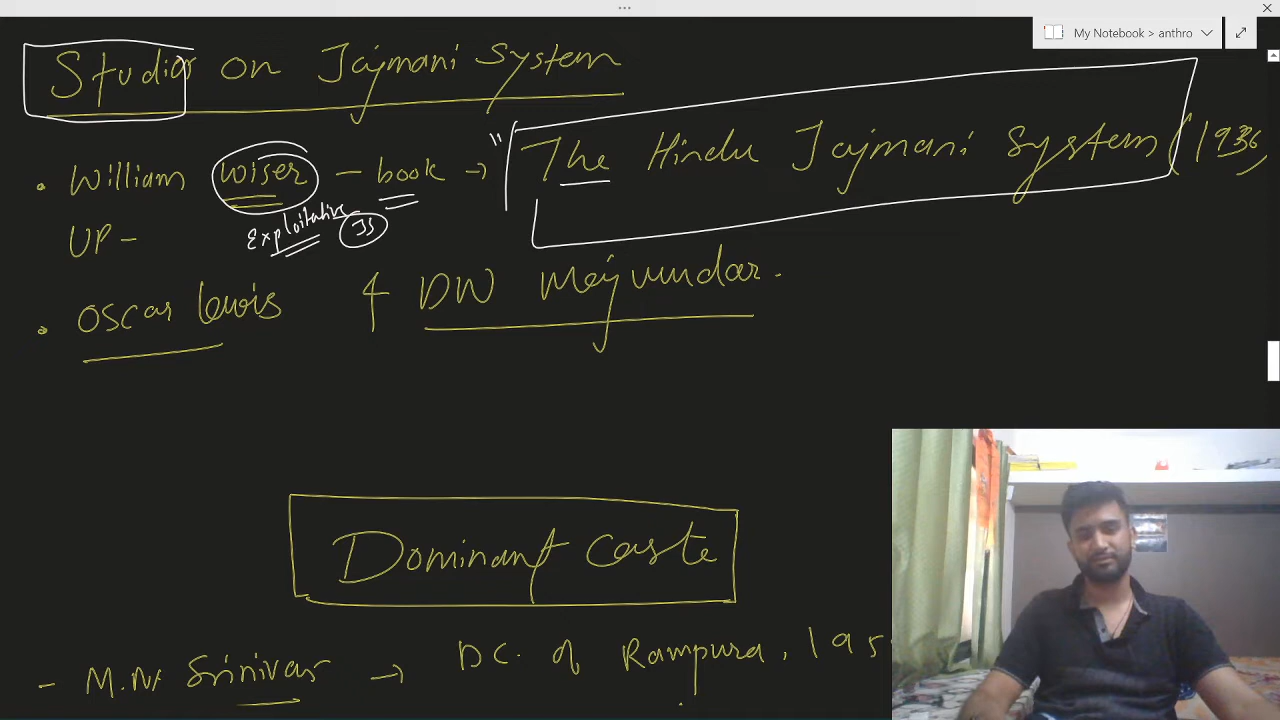 My Notebook > anthro
Studies on Jajmani System
• William Wiser – book → "The Hindu Jajmani System (1936,
UP – Exploitative JS
• Oscar Lewis & DN Majumdar.
Dominant Caste
– M.N. Srinivas → DC. of Rampura, 195